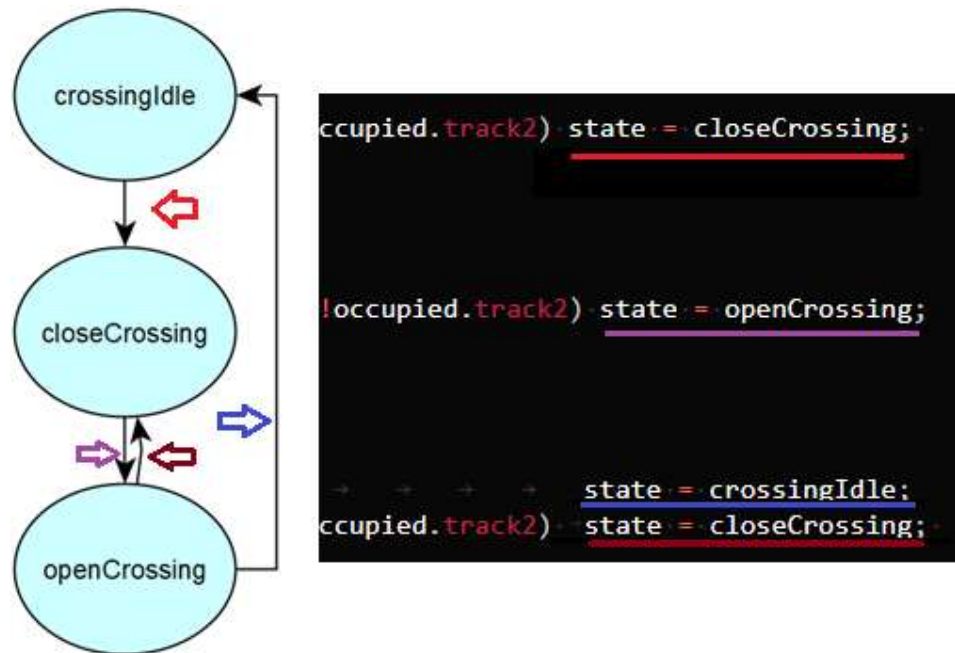 crossingIdle
closeCrossing
openCrossing
ccupied.track2) state = closeCrossing;
!occupied.track2) state = openCrossing;
state = crossingIdle;
ccupied.track2) state = closeCrossing;